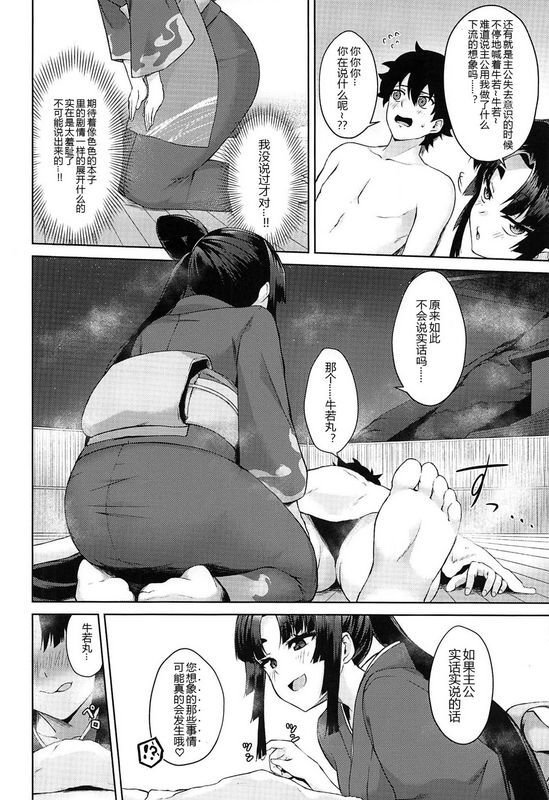 还有就是主公失去意识的时候
不停地喊着牛若~牛若~
难道说主公用我做了什么
下流的想象吗……？
你你你！
你在说什么呢~
??
我没说过才对…!!
期待着像色色的本子
里的剧情一样的展开什么的
实在是太羞耻了
不可能说出来的…!!
原来如此
不会说实话吗……
那个……牛若丸？
すっ
如果主公
实话实说的话
您想象的那些事情
可能真的会发生哦♡
!?
牛若丸…
ペロ